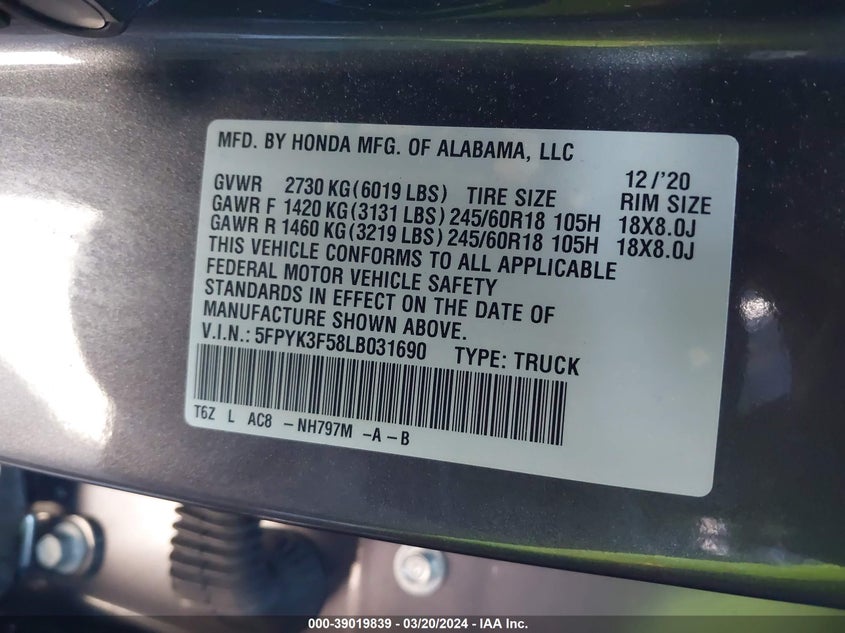 MFD. BY HONDA MFG. OF ALABAMA, LLC 12/'20
GVWR 2730 KG(6019 LBS) TIRE SIZE RIM SIZE
GAWR F 1420 KG(3131 LBS) 245/60R18 105H 18X8.0J
GAWR R 1460 KG(3219 LBS) 245/60R18 105H 18X8.0J
THIS VEHICLE CONFORMS TO ALL APPLICABLE
FEDERAL MOTOR VEHICLE SAFETY
STANDARDS IN EFFECT ON THE DATE OF
MANUFACTURE SHOWN ABOVE.
V.I.N.: 5FPYK3F58LB031690 TYPE: TRUCK
T6Z L AC8 -NH797M -A-B
000-39019839 - 03/20/2024 - IAA Inc.